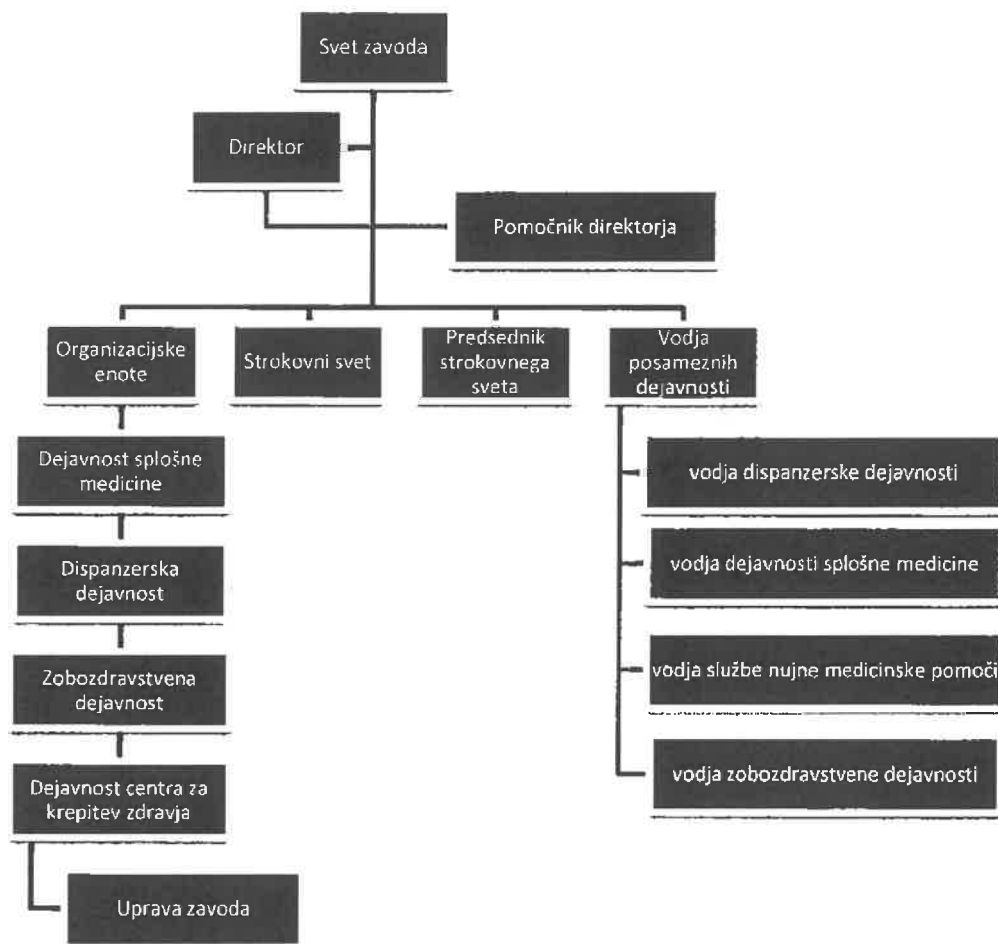 Svet zavoda
Direktor
Pomočnik direktorja
Organizacijske
enote
Strokovni svet
Predsednik
strokovnega
sveta
Vodja
posameznih
dejavnosti
Dejavnost splošne
medicine
Dispanzerska
dejavnost
Zobozdravstvena
dejavnost
Dejavnost centra za
krepitev zdravja
Uprava zavoda
vodja dispanzerske dejavnosti
vodja dejavnosti splošne medicine
vodja službe nujne medicinske pomoči
vodja zobozdravstvene dejavnosti